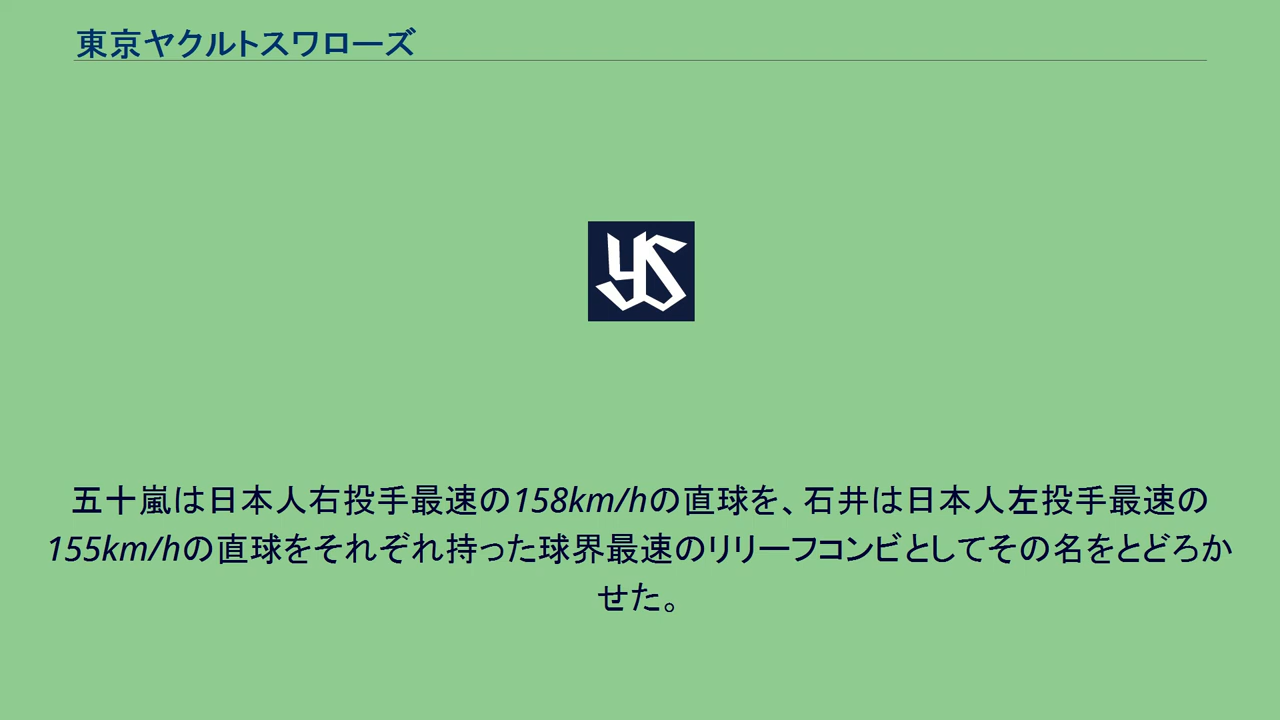 東京ヤクルトスワローズ
YS
五十嵐は日本人右投手最速の158km/hの直球を、石井は日本人左投手最速の
155km/hの直球をそれぞれ持った球界最速のリリーフコンビとしてその名をとどろか
せた。